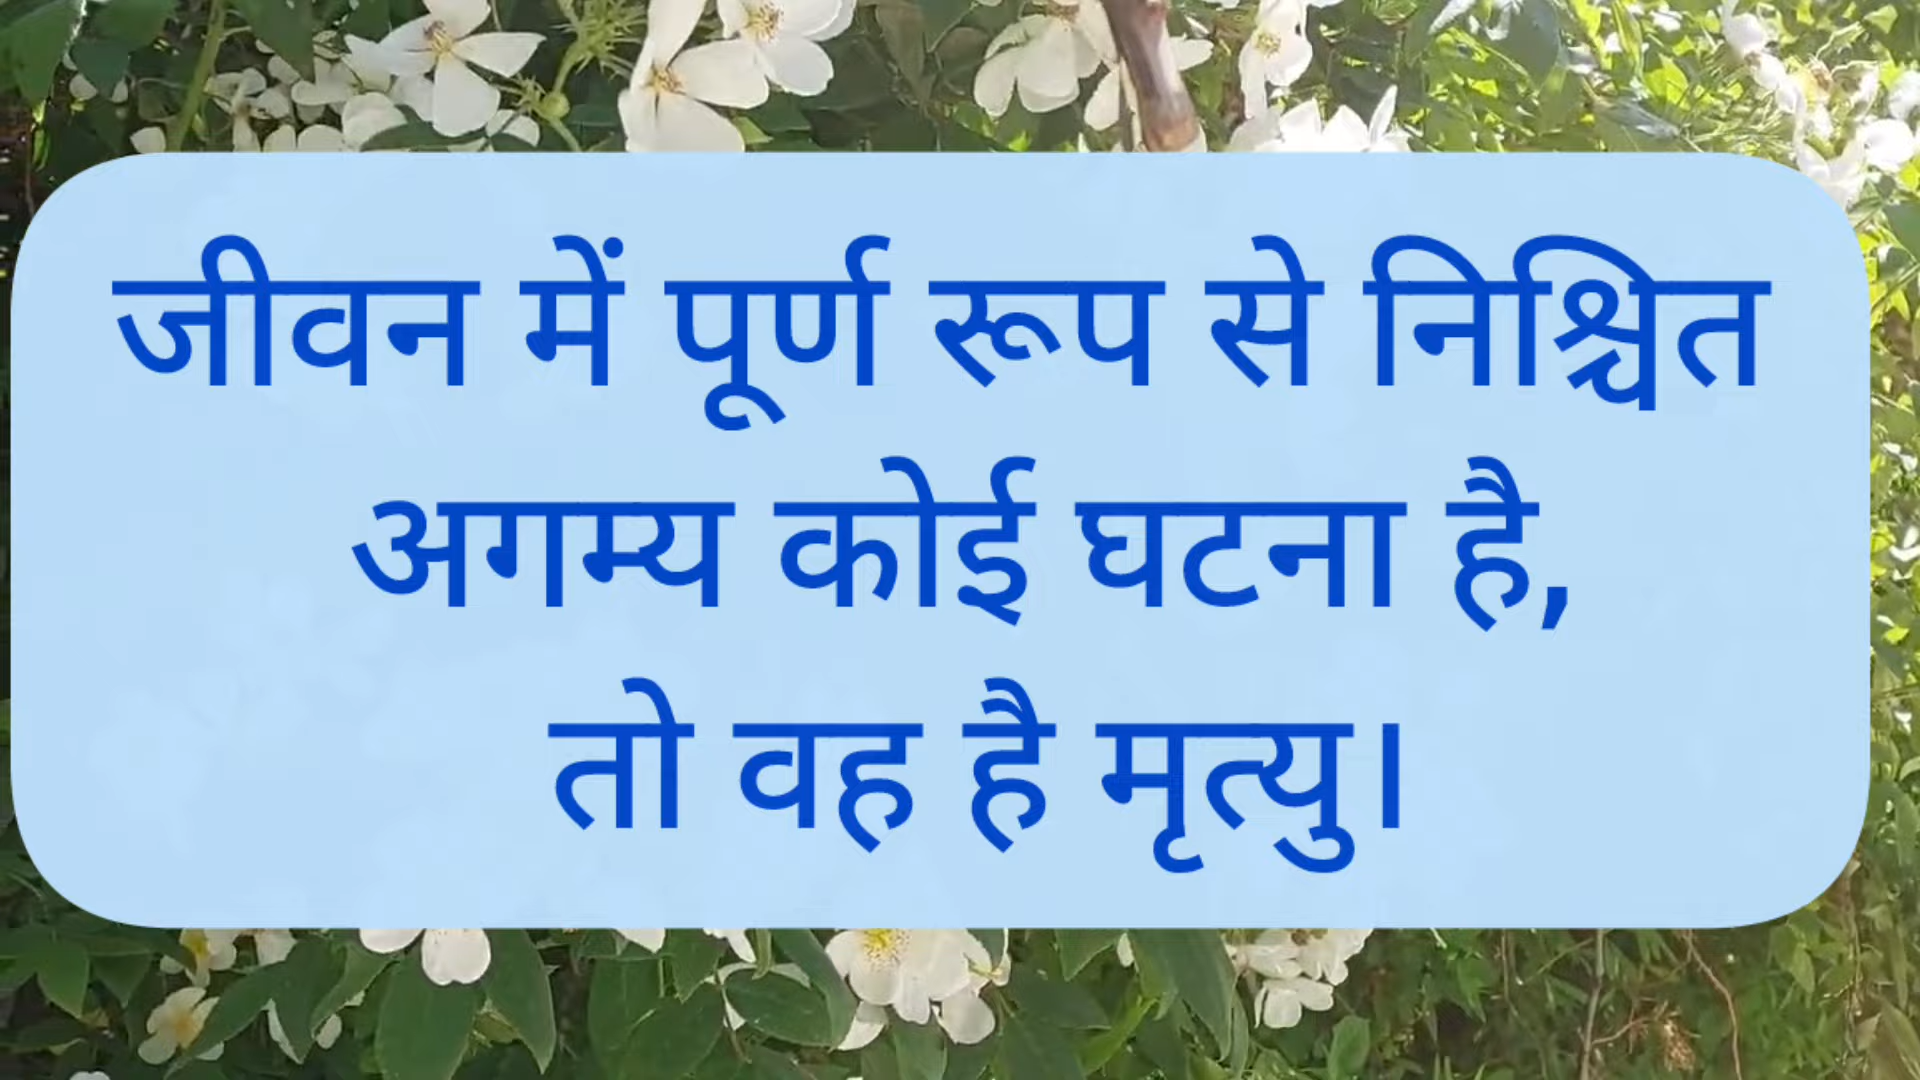 जीवन में पूर्ण रूप से निश्चित
अगम्य कोई घटना है,
तो वह है मृत्यु।